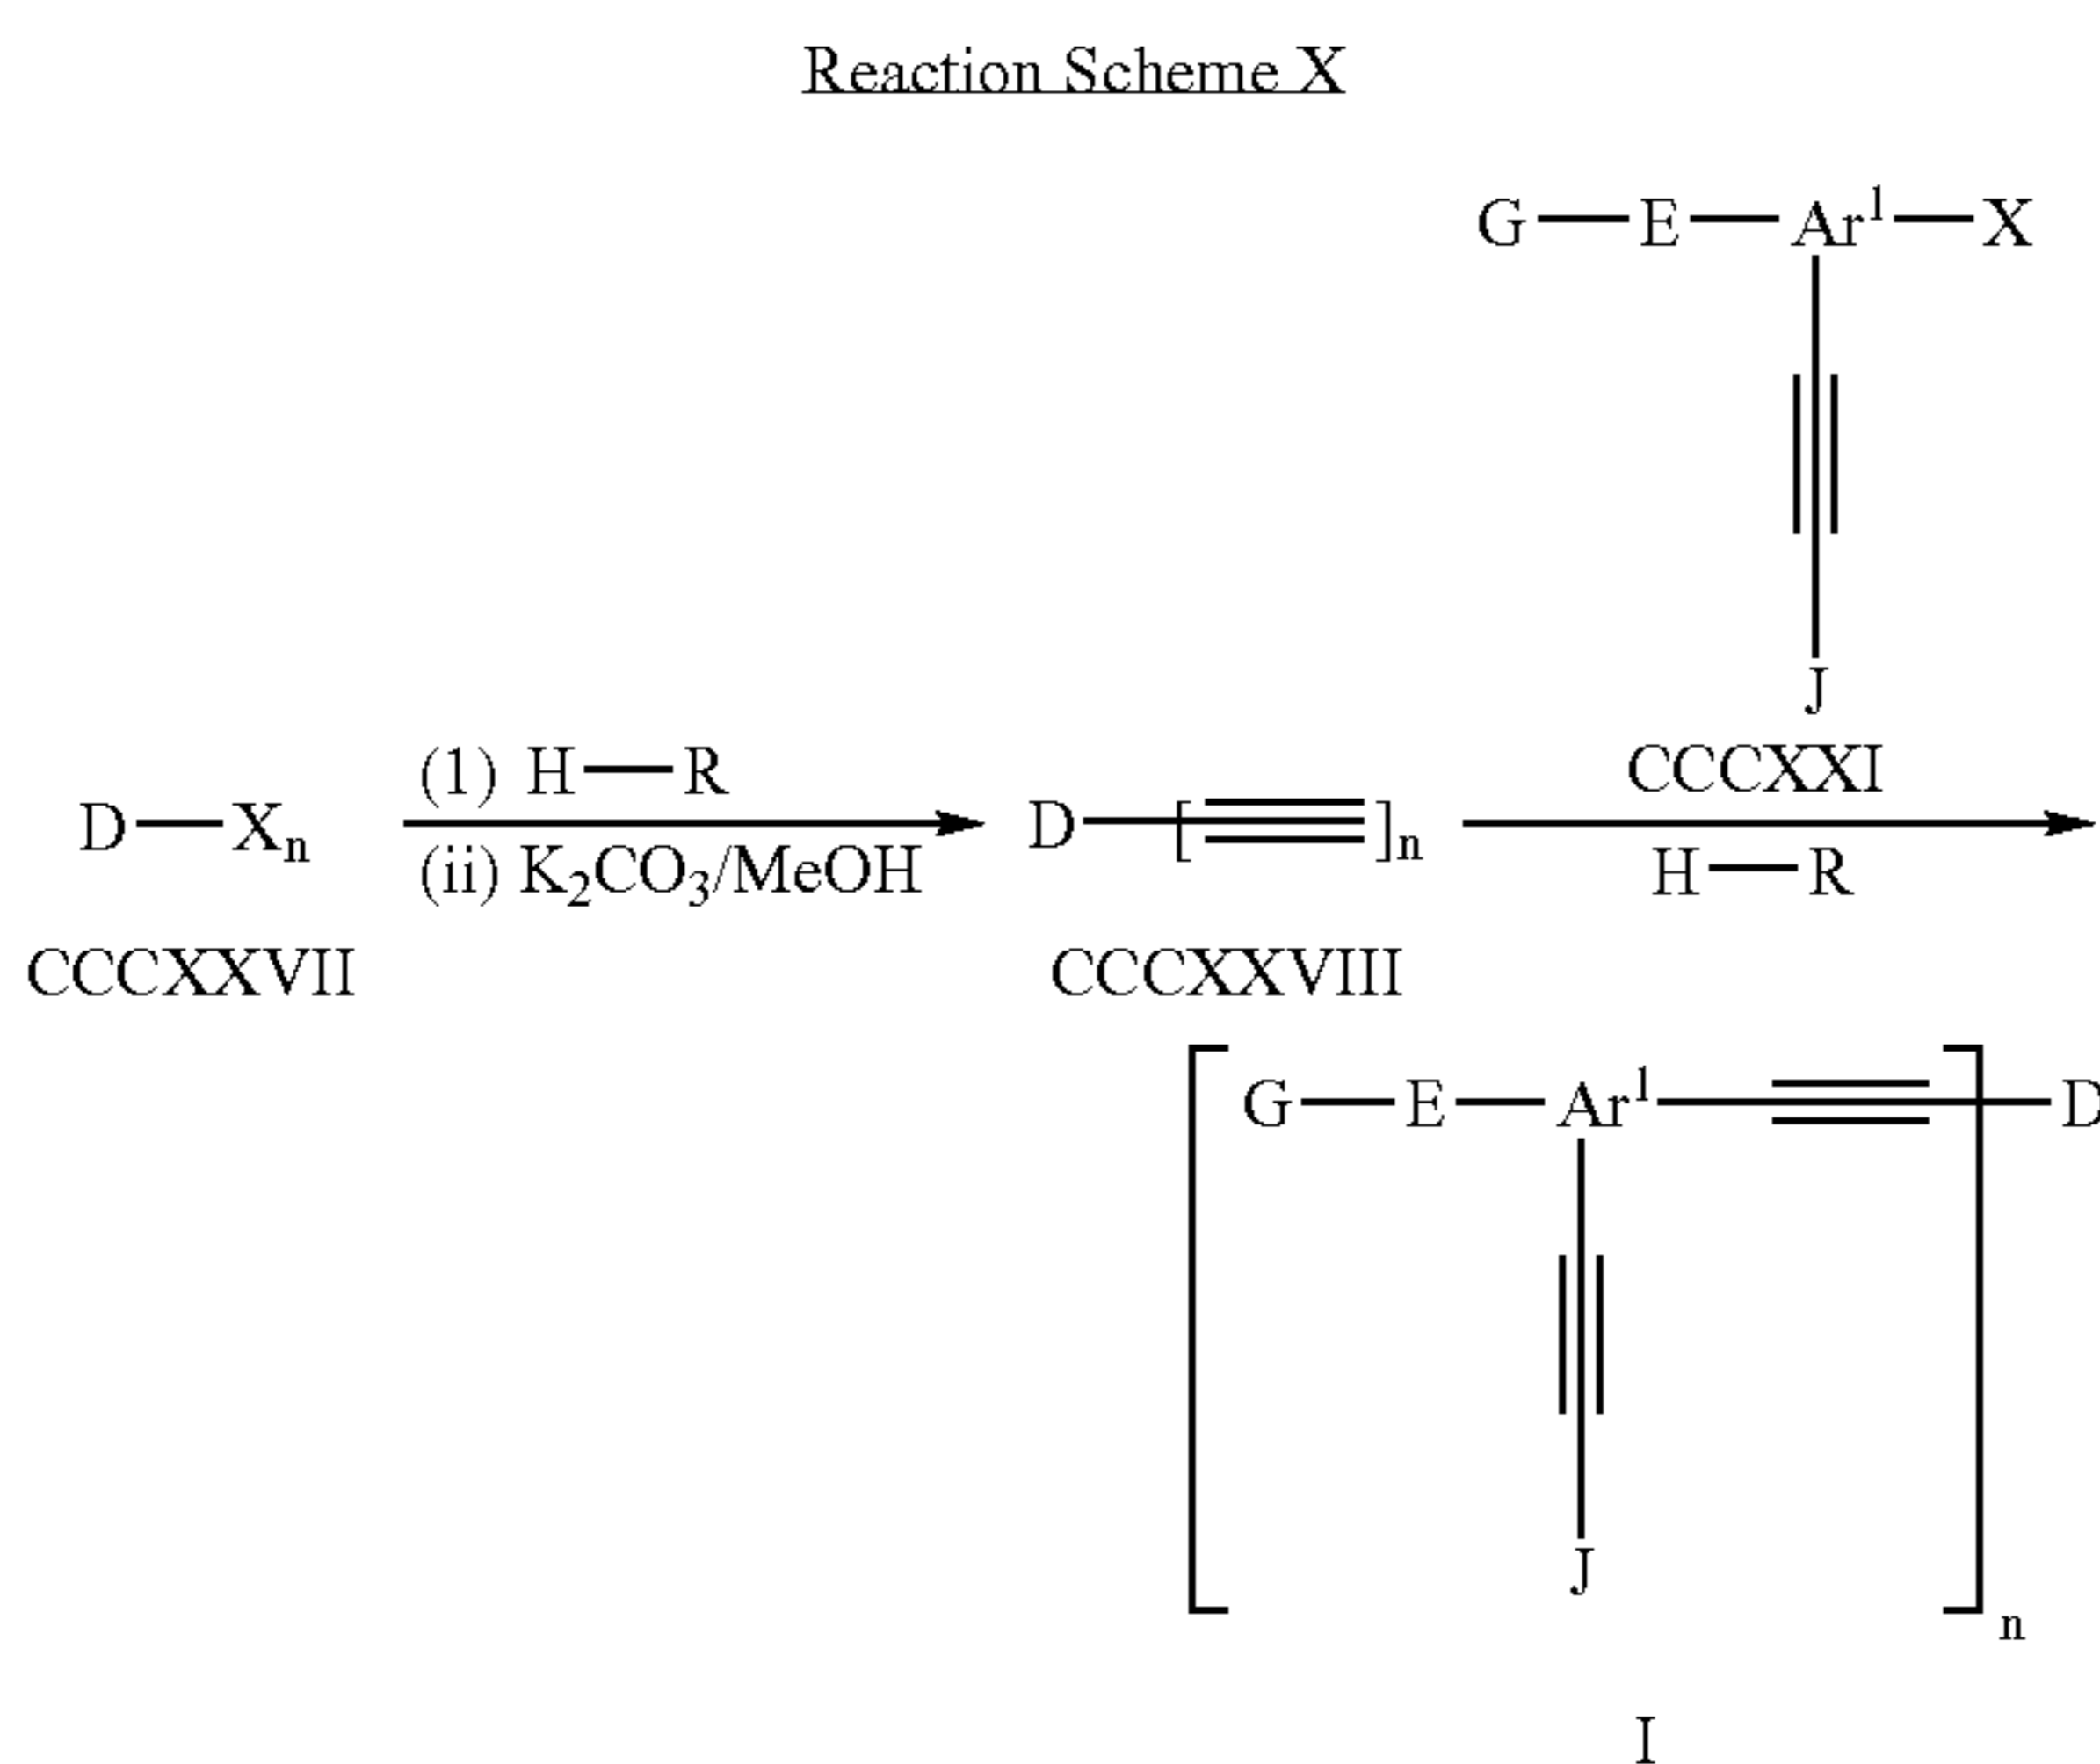 Reaction Scheme X
G—E—Ar¹—X
J
CCCXXI
(1) H—R
D—Xₙ
(ii) K₂CO₃/MeOH
D—[≡]ₙ
H—R
CCCXXVII
CCCXXVIII
[G—E—Ar¹—≡]ₙ—D
J
I